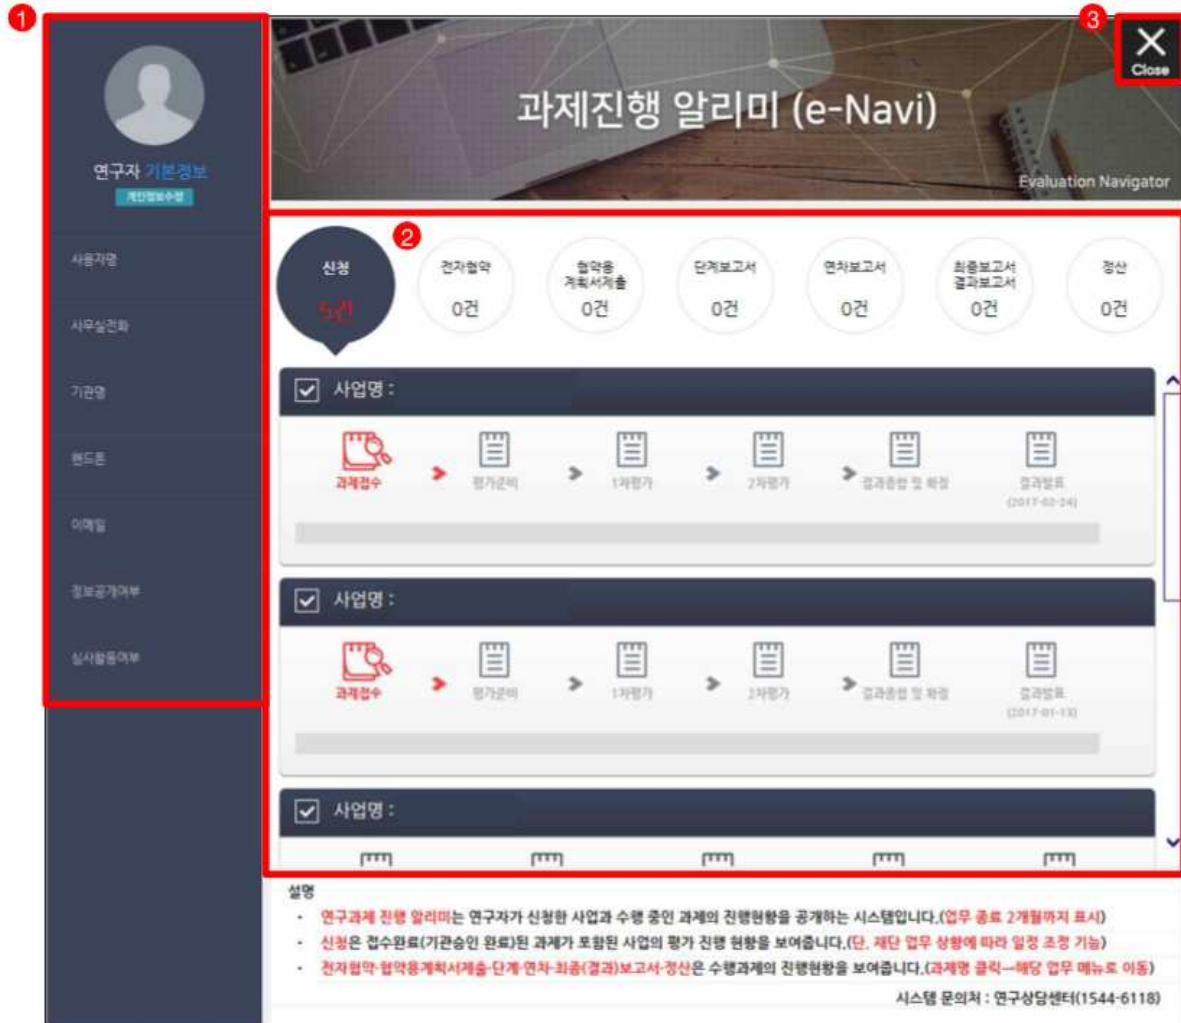 1
연구자 기본정보
개인정보수정
사용자명
사무실전화
기관명
핸드폰
이메일
정보공개여부
심사활동여부
과제진행 알리미 (e-Navi)
Evaluation Navigator
3
Close
2
신청
5건
전자협약
0건
협약용
계획서제출
0건
단계보고서
0건
연차보고서
0건
최종보고서
결과보고서
0건
정산
0건
사업명 :
과제접수
평가준비
1차평가
2차평가
결과종합 및 확정
결과발표
(2017-02-24)
사업명 :
과제접수
평가준비
1차평가
2차평가
결과종합 및 확정
결과발표
(2017-01-13)
사업명 :
설명
· 연구과제 진행 알리미는 연구자가 신청한 사업과 수행 중인 과제의 진행현황을 공개하는 시스템입니다.(업무 종료 2개월까지 표시)
· 신청은 접수완료(기관승인 완료)된 과제가 포함된 사업의 평가 진행 현황을 보여줍니다.(단, 재단 업무 상황에 따라 일정 조정 기능)
· 전자협약·협약용계획서제출·단계·연차·최종(결과)보고서·정산은 수행과제의 진행현황을 보여줍니다.(과제명 클릭→해당 업무 메뉴로 이동)
시스템 문의처 : 연구상담센터(1544-6118)